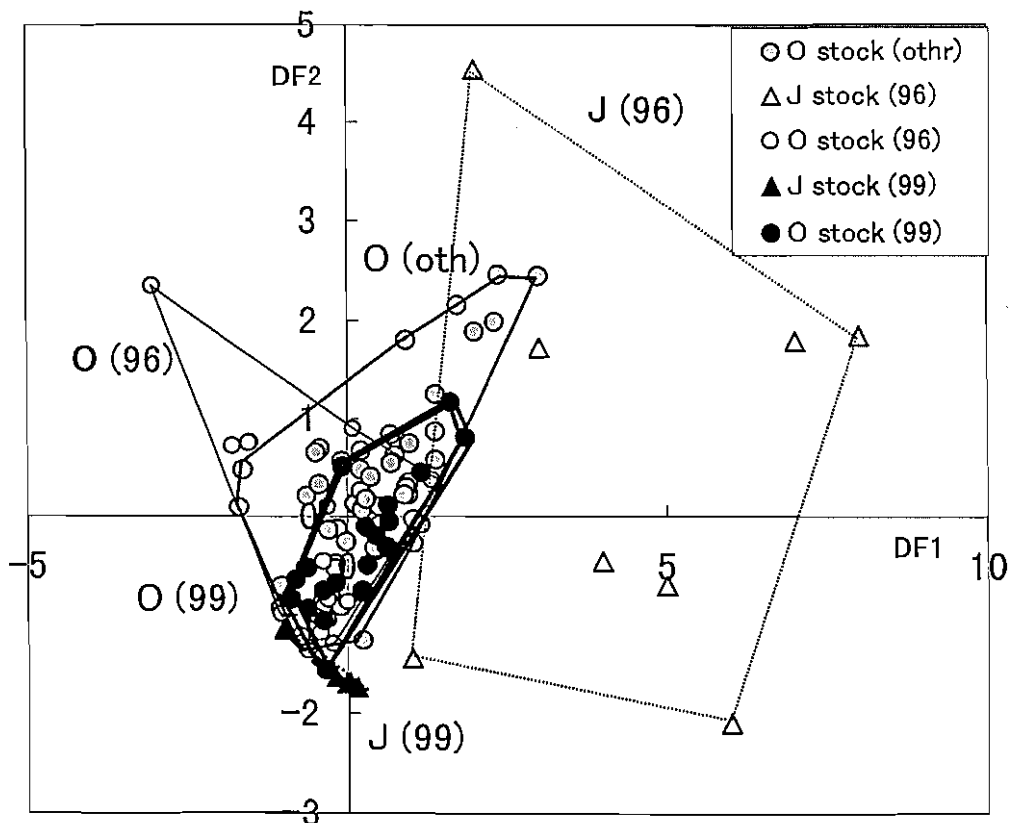 5
DF2
4
3
2
1
-5
5
10
DF1
-2
-3
J (96)
O (oth)
O (96)
O (99)
J (99)
O stock (othr)
J stock (96)
O stock (96)
J stock (99)
O stock (99)